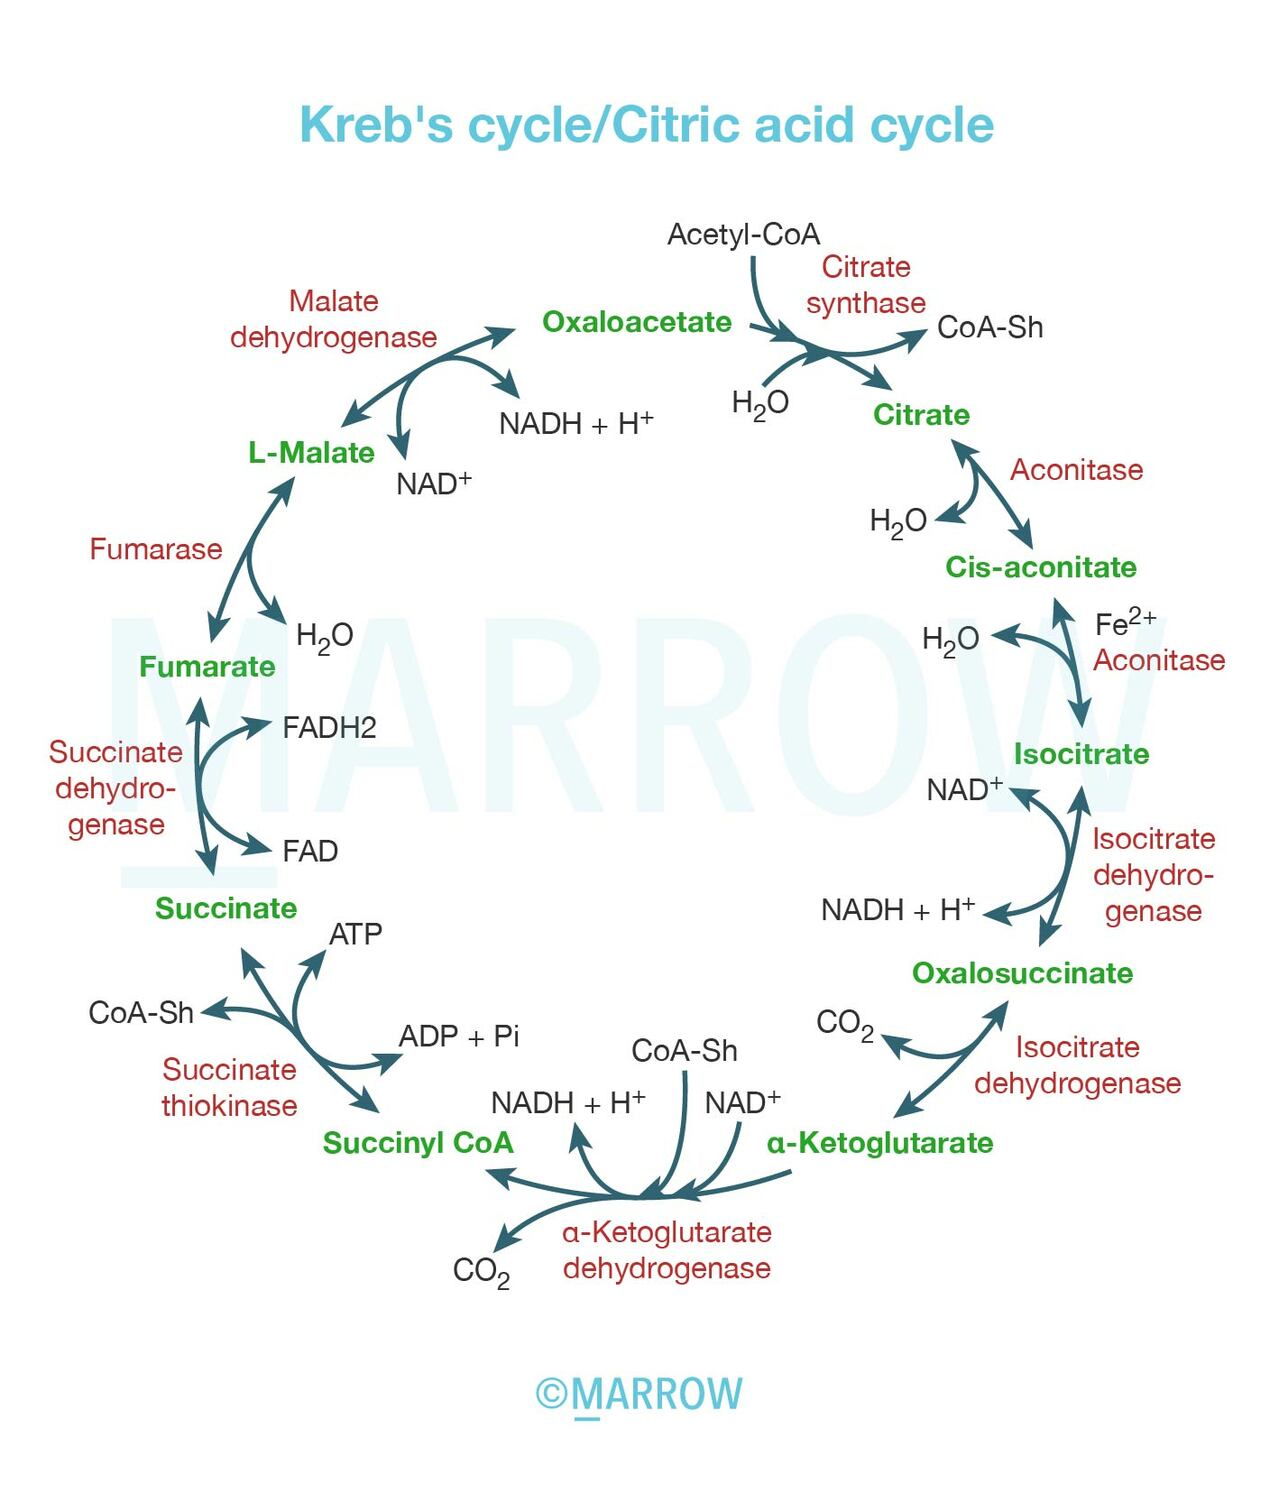 Kreb's cycle/Citric acid cycle
Acetyl-CoA
Citrate
synthase
Oxaloacetate
CoA-Sh
H₂O
Citrate
Aconitase
H₂O
Cis-aconitate
Fe²⁺
Aconitase
H₂O
Isocitrate
NAD⁺
Isocitrate
dehydro-
genase
NADH + H⁺
Oxalosuccinate
CO₂
Isocitrate
dehydrogenase
α-Ketoglutarate
NAD⁺
CoA-Sh
NADH + H⁺
α-Ketoglutarate
dehydrogenase
CO₂
Succinyl CoA
Succinate
thiokinase
ADP + Pi
ATP
CoA-Sh
Succinate
FAD
Succinate
dehydro-
genase
FADH2
Fumarate
H₂O
Fumarase
L-Malate
NAD⁺
NADH + H⁺
Malate
dehydrogenase
MARROW
©MARROW